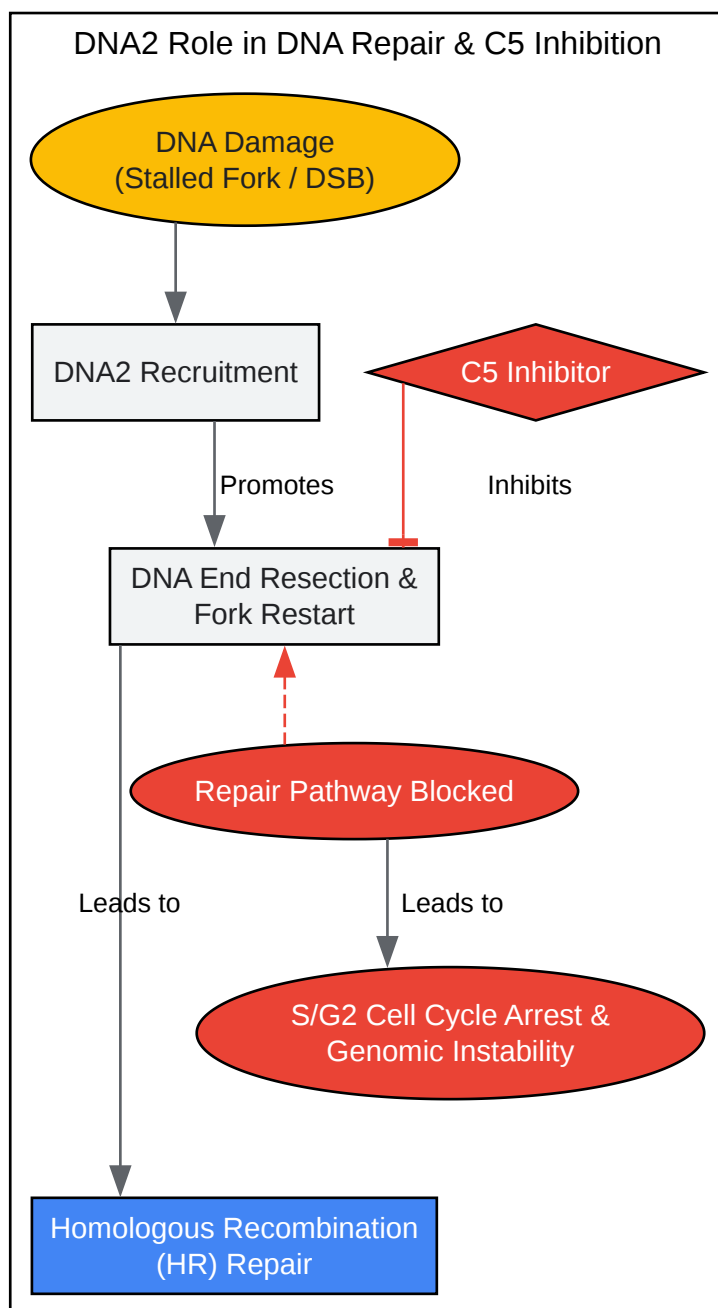 DNA2 Role in DNA Repair & C5 Inhibition
DNA Damage
(Stalled Fork / DSB)
DNA2 Recruitment
C5 Inhibitor
Promotes
Inhibits
DNA End Resection &
Fork Restart
Repair Pathway Blocked
Leads to
Leads to
S/G2 Cell Cycle Arrest &
Genomic Instability
Homologous Recombination
(HR) Repair